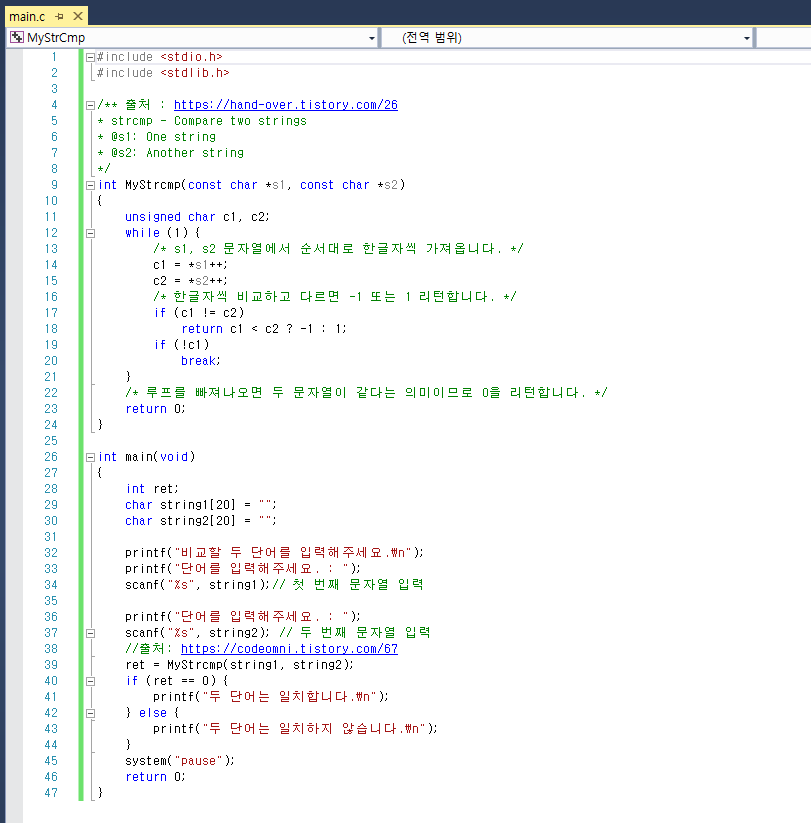 main.c
MyStrCmp
(전역 범위)
1 #include <stdio.h>
2 #include <stdlib.h>
3
4 /** 출처 : https://hand-over.tistory.com/26
5 * strcmp - Compare two strings
6 * @s1: One string
7 * @s2: Another string
8 */
9 int MyStrcmp(const char *s1, const char *s2)
10 {
11     unsigned char c1, c2;
12     while (1) {
13         /* s1, s2 문자열에서 순서대로 한글자씩 가져옵니다. */
14         c1 = *s1++;
15         c2 = *s2++;
16         /* 한글자씩 비교하고 다르면 -1 또는 1 리턴합니다. */
17         if (c1 != c2)
18             return c1 < c2 ? -1 : 1;
19         if (!c1)
20             break;
21     }
22     /* 루프를 빠져나오면 두 문자열이 같다는 의미이므로 0을 리턴합니다. */
23     return 0;
24 }
25
26 int main(void)
27 {
28     int ret;
29     char string1[20] = "";
30     char string2[20] = "";
31
32     printf("비교할 두 단어를 입력해주세요.₩n");
33     printf("단어를 입력해주세요. : ");
34     scanf("%s", string1);// 첫 번째 문자열 입력
35
36     printf("단어를 입력해주세요. : ");
37     scanf("%s", string2); // 두 번째 문자열 입력
38     //출처: https://codeomni.tistory.com/67
39     ret = MyStrcmp(string1, string2);
40     if (ret == 0) {
41         printf("두 단어는 일치합니다.₩n");
42     } else {
43         printf("두 단어는 일치하지 않습니다.₩n");
44     }
45     system("pause");
46     return 0;
47 }